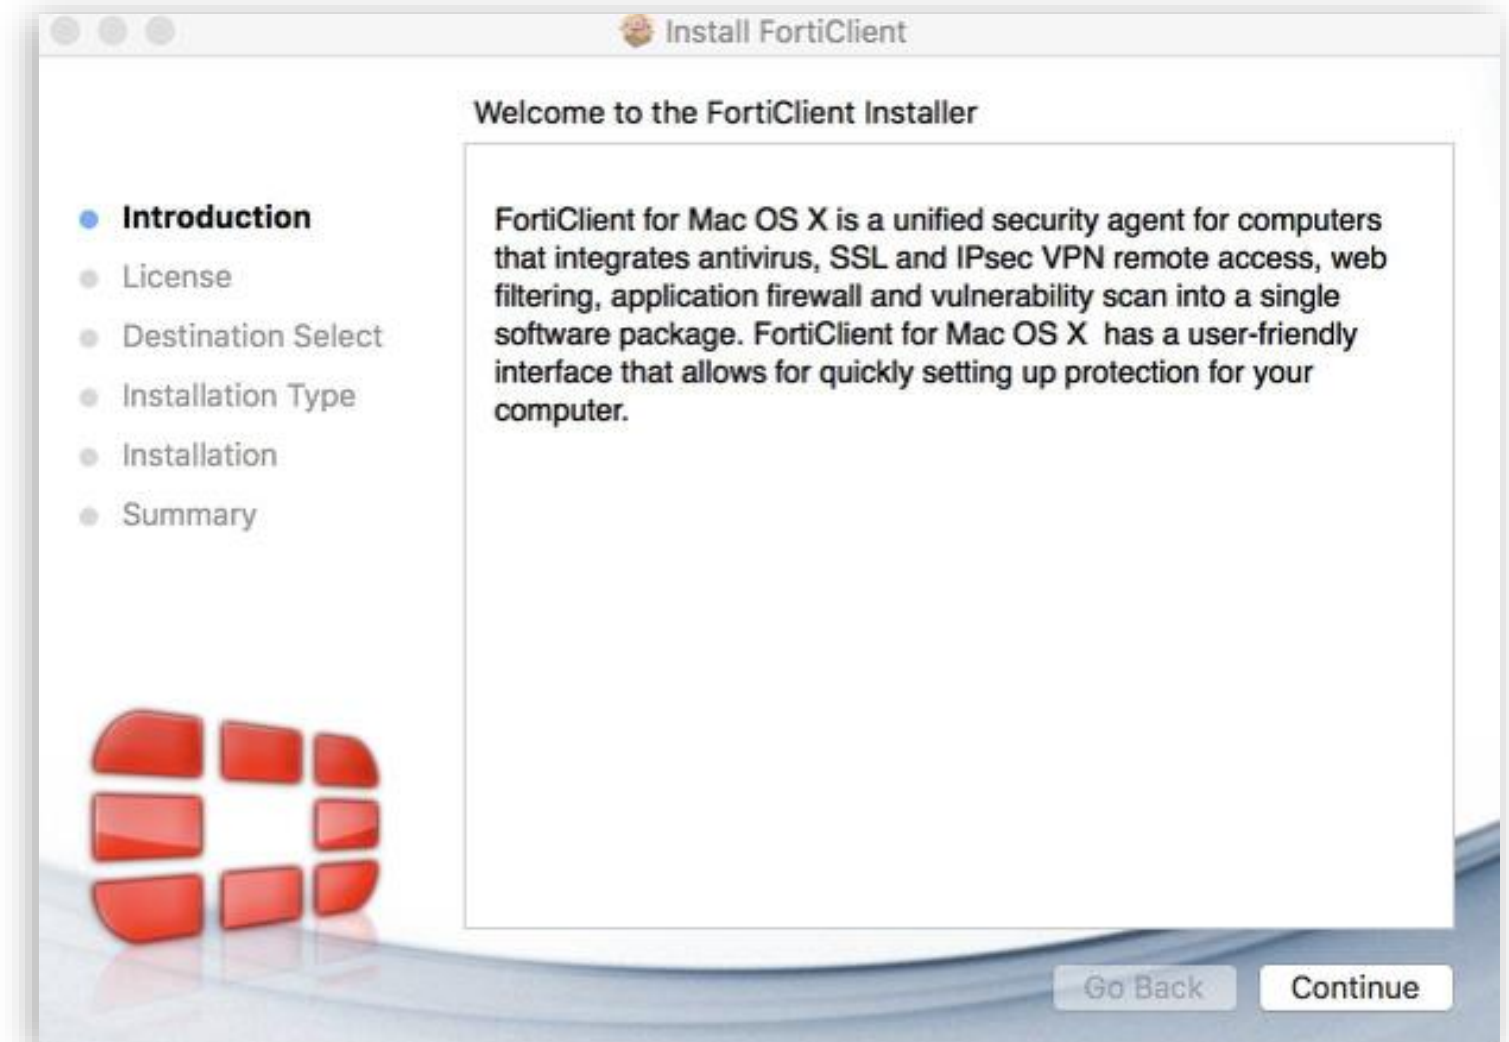 Install FortiClient
Welcome to the FortiClient Installer
Introduction
License
Destination Select
Installation Type
Installation
Summary
FortiClient for Mac OS X is a unified security agent for computers
that integrates antivirus, SSL and IPsec VPN remote access, web
filtering, application firewall and vulnerability scan into a single
software package. FortiClient for Mac OS X  has a user-friendly
interface that allows for quickly setting up protection for your
computer.
Go Back
Continue